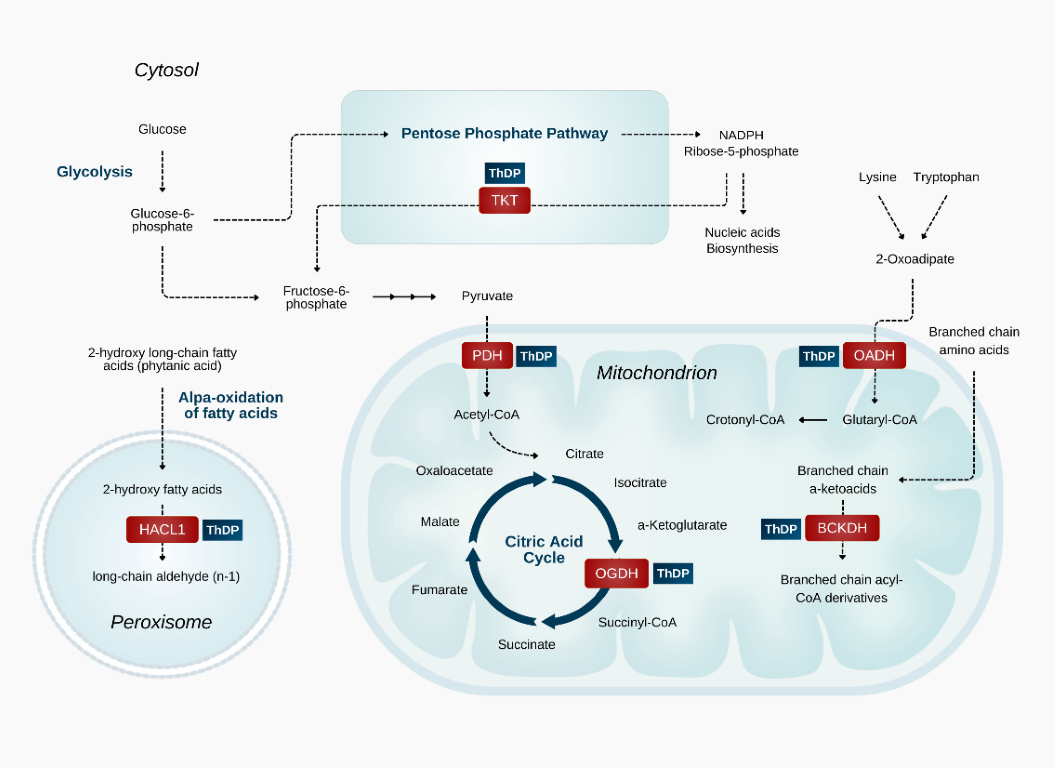 Cytosol
Glucose
Glycolysis
Glucose-6-
phosphate
Pentose Phosphate Pathway
ThDP
TKT
NADPH
Ribose-5-phosphate
Nucleic acids
Biosynthesis
Lysine
Tryptophan
2-Oxoadipate
Fructose-6-
phosphate
Pyruvate
Branched chain
amino acids
2-hydroxy long-chain fatty
acids (phytanic acid)
Alpa-oxidation
of fatty acids
2-hydroxy fatty acids
HACL1
ThDP
long-chain aldehyde (n-1)
Peroxisome
PDH
ThDP
Mitochondrion
ThDP
OADH
Acetyl-CoA
Crotonyl-CoA
Glutaryl-CoA
Citrate
Oxaloacetate
Isocitrate
Malate
a-Ketoglutarate
Citric Acid
Cycle
OGDH
ThDP
Fumarate
Succinyl-CoA
Succinate
Branched chain
a-ketoacids
ThDP
BCKDH
Branched chain acyl-
CoA derivatives